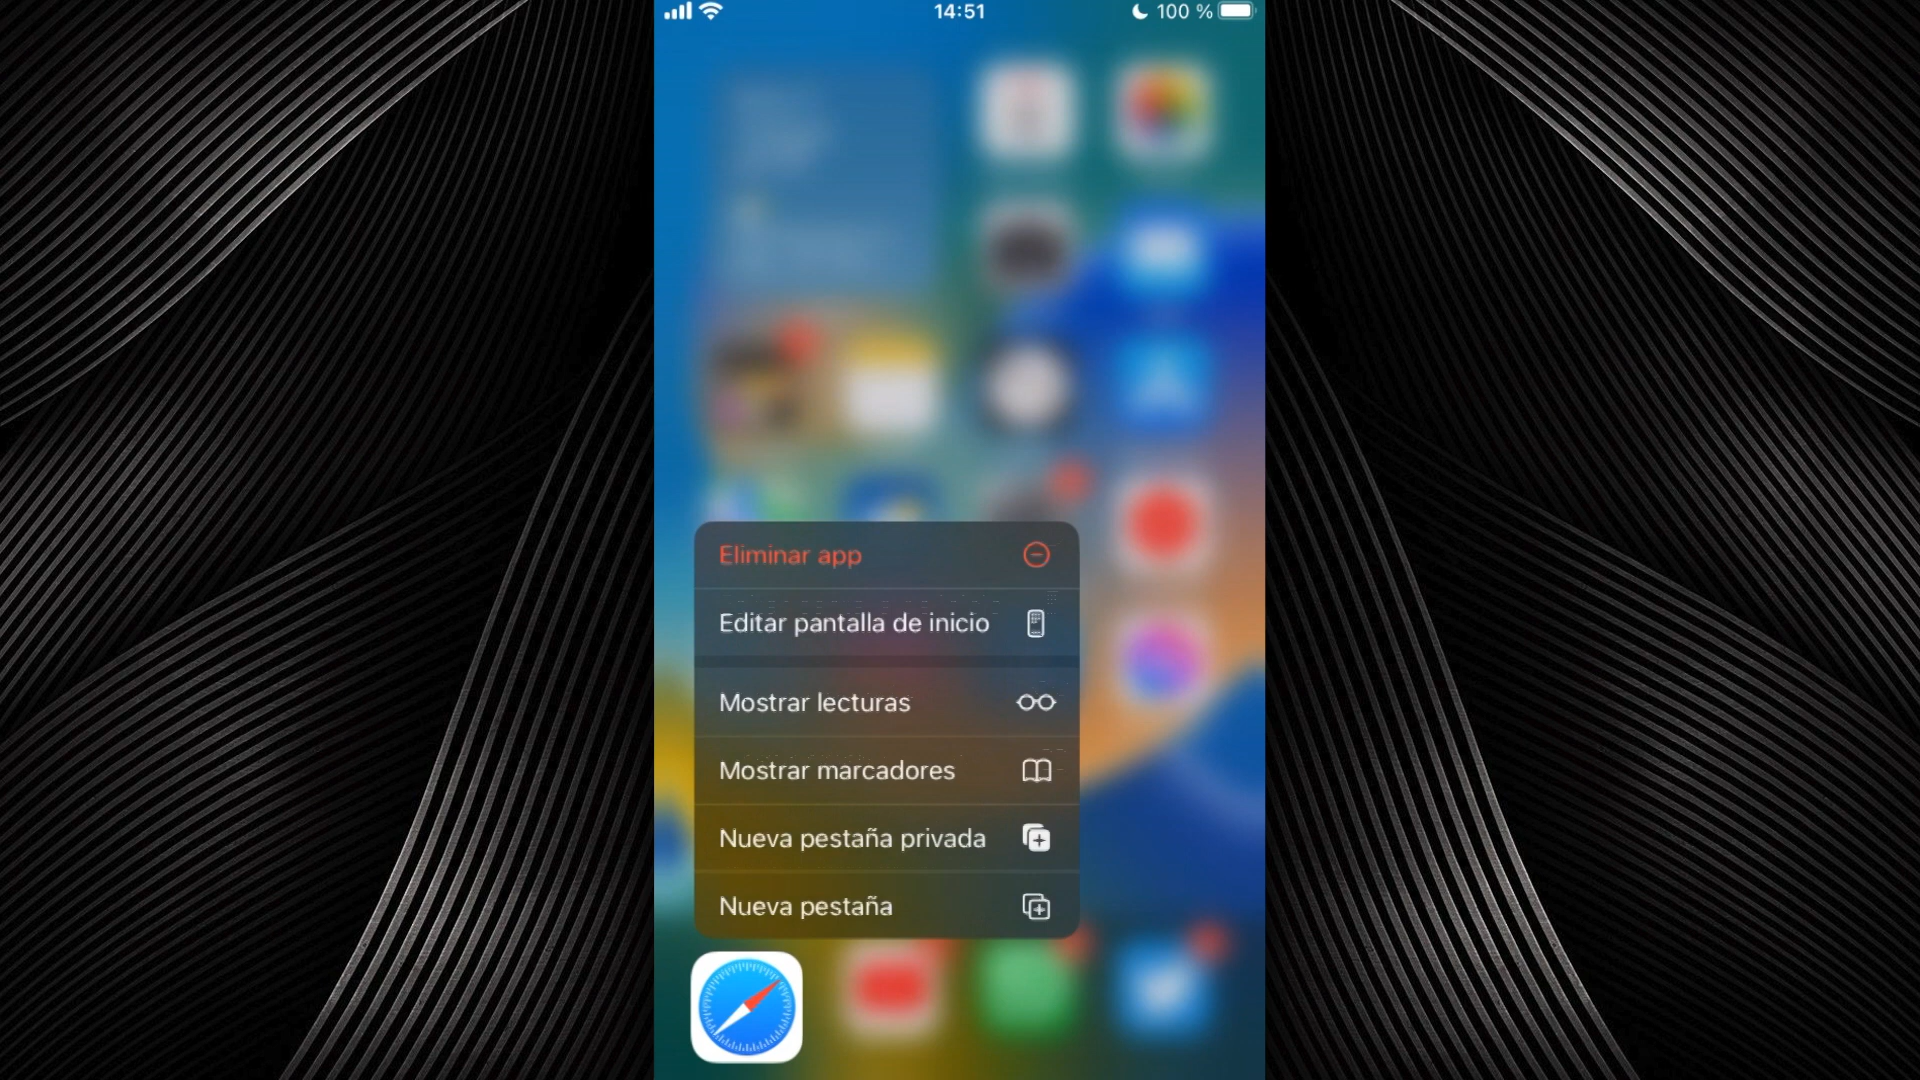 14:51
100 %
Eliminar app
Editar pantalla de inicio
Mostrar lecturas
Mostrar marcadores
Nueva pestaña privada
Nueva pestaña